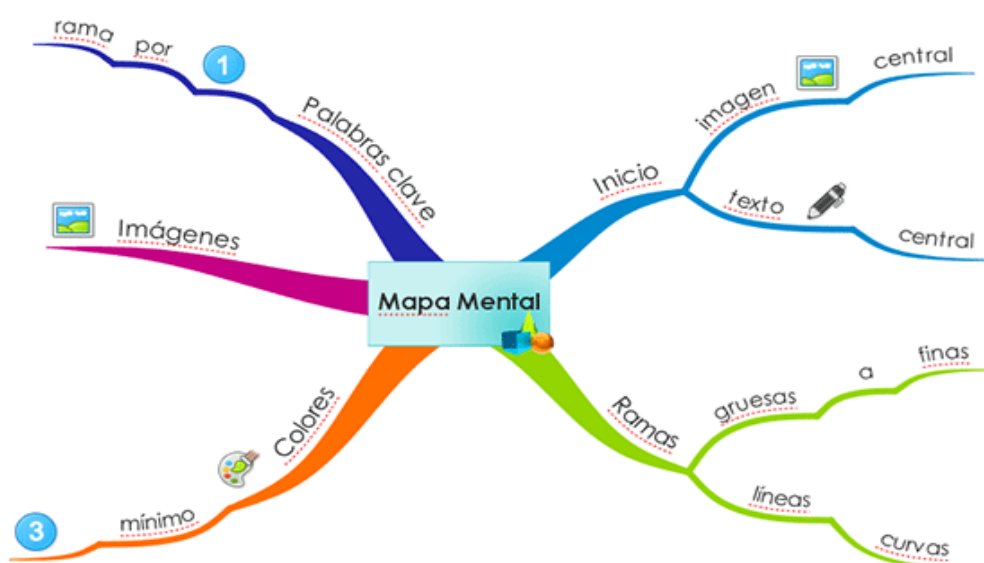 Mapa Mental
Inicio
imagen
central
texto
central
Ramas
gruesas
a
finas
líneas
curvas
Colores
mínimo
3
Imágenes
Palabras clave
1
por
rama